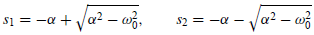 s₁ = −α + √(α² − ω₀²), s₂ = −α − √(α² − ω₀²)